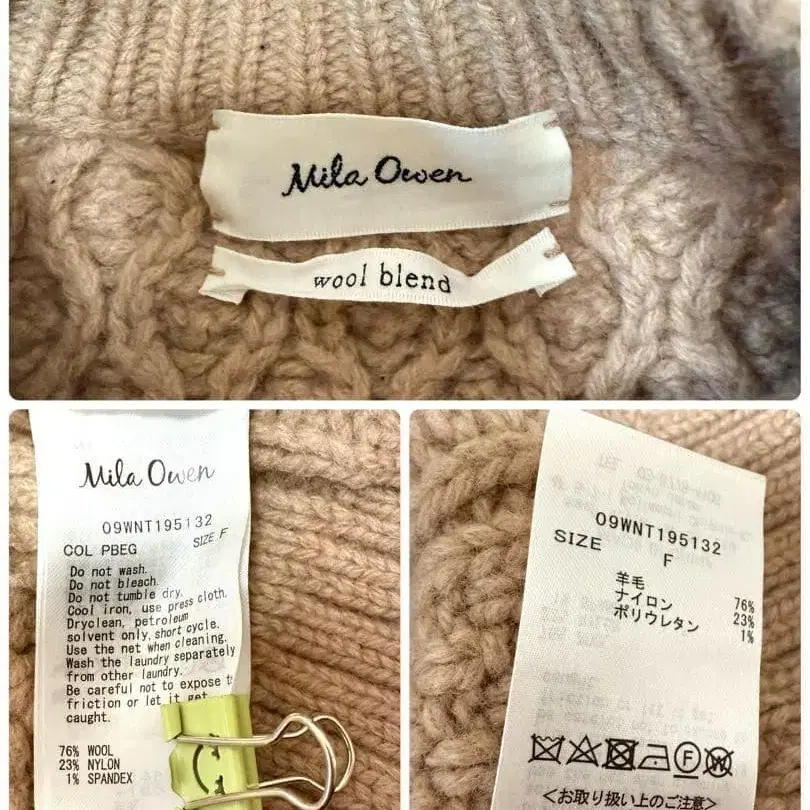 Mila Owen
wool blend
Mila Owen
09WNT195132
COL PBEG
SIZE F
Do not wash.
Do not bleach.
Do not tumble dry.
Cool iron, use press cloth.
Dryclean, petroleum
solvent only, short cycle.
Use the net when cleaning.
Wash the laundry separately
from other laundry.
Be careful not to expose
friction or let it get
caught.
76% WOOL
23% NYLON
1% SPANDEX
09WNT195132
SIZE F
羊毛 76%
ナイロン 23%
ポリウレタン 1%
F
W
<お取り扱い上のご注意>